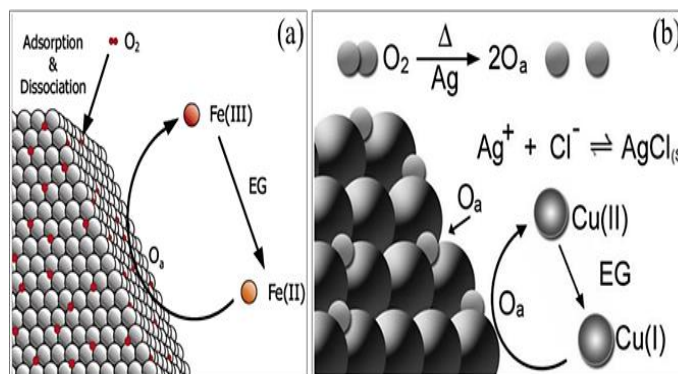 (a)
Adsorption
&
Dissociation
O₂
Fe(III)
EG
Oₐ
Fe(II)
(b)
O₂ Δ Ag 2Oₐ
Ag⁺ + Cl⁻ ⇌ AgCl(s
Oₐ
Cu(II)
EG
Oₐ
Cu(I)